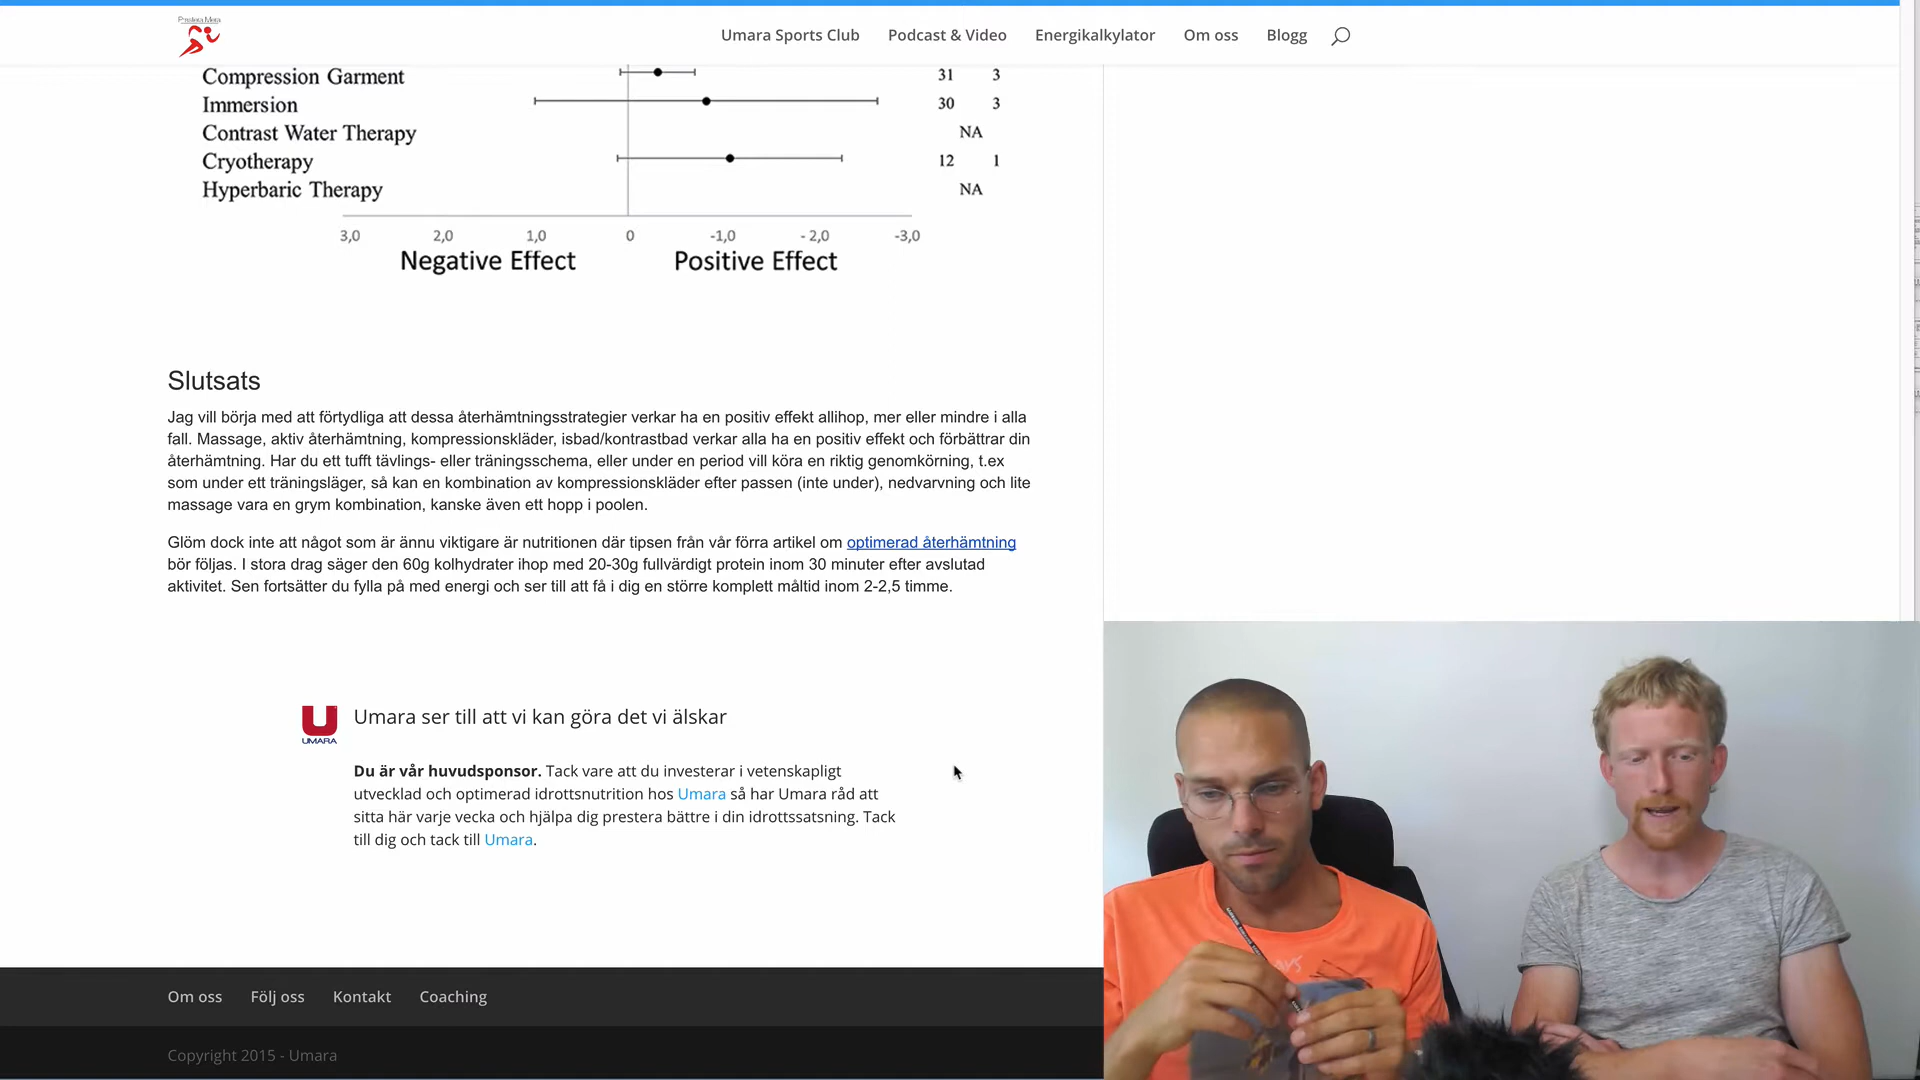 Prestera Mera
Umara Sports Club Podcast & Video Energikalkylator Om oss Blogg
Compression Garment 31 3
Immersion 30 3
Contrast Water Therapy NA
Cryotherapy 12 1
Hyperbaric Therapy NA
3,0 2,0 1,0 0 -1,0 - 2,0 -3,0
Negative Effect Positive Effect
Slutsats
Jag vill börja med att förtydliga att dessa återhämtningsstrategier verkar ha en positiv effekt allihop, mer eller mindre i alla
fall. Massage, aktiv återhämtning, kompressionskläder, isbad/kontrastbad verkar alla ha en positiv effekt och förbättrar din
återhämtning. Har du ett tufft tävlings- eller träningsschema, eller under en period vill köra en riktig genomkörning, t.ex
som under ett träningsläger, så kan en kombination av kompressionskläder efter passen (inte under), nedvarvning och lite
massage vara en grym kombination, kanske även ett hopp i poolen.
Glöm dock inte att något som är ännu viktigare är nutritionen där tipsen från vår förra artikel om optimerad återhämtning
bör följas. I stora drag säger den 60g kolhydrater ihop med 20-30g fullvärdigt protein inom 30 minuter efter avslutad
aktivitet. Sen fortsätter du fylla på med energi och ser till att få i dig en större komplett måltid inom 2-2,5 timme.
UMARA
Umara ser till att vi kan göra det vi älskar
Du är vår huvudsponsor. Tack vare att du investerar i vetenskapligt
utvecklad och optimerad idrottsnutrition hos Umara så har Umara råd att
sitta här varje vecka och hjälpa dig prestera bättre i din idrottssatsning. Tack
till dig och tack till Umara.
Om oss Följ oss Kontakt Coaching
Copyright 2015 - Umara